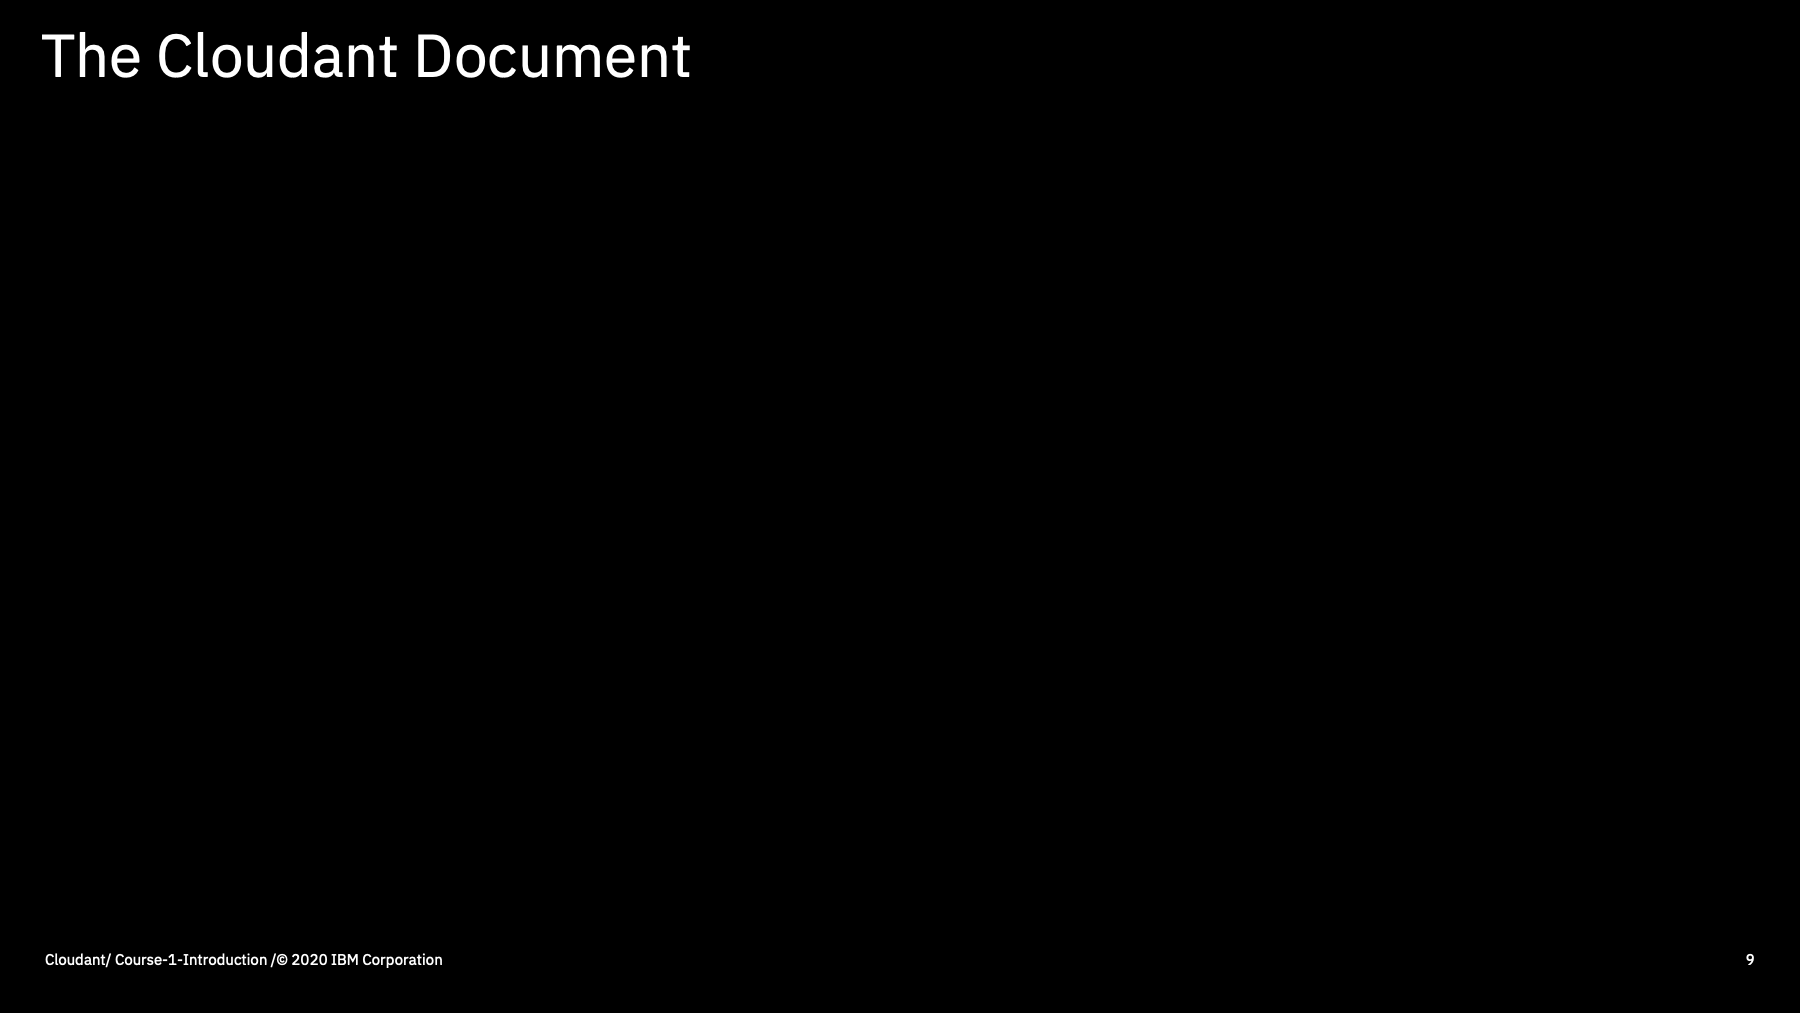 The Cloudant Document
Cloudant/ Course-1-Introduction /© 2020 IBM Corporation
9